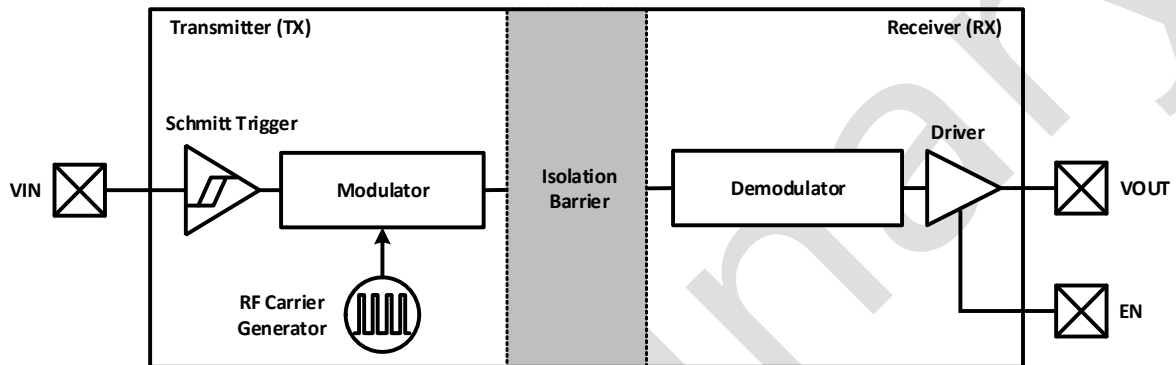 Transmitter (TX)
Receiver (RX)
Schmitt Trigger
Driver
VIN
Modulator
Isolation
Barrier
Demodulator
VOUT
RF Carrier
Generator
EN